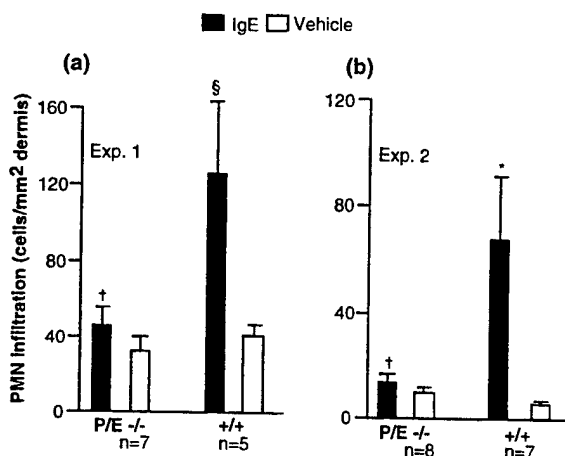 IgE Vehicle
(a)
PMN infiltration (cells/mm² dermis)
160
120
80
40
0
Exp. 1
†
§
P/E -/- +/+
n=7 n=5
(b)
120
80
40
0
Exp. 2
†
*
P/E -/- +/+
n=8 n=7